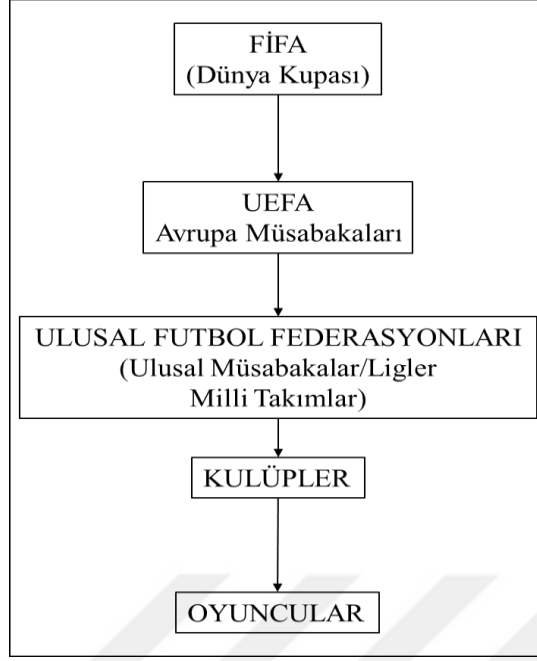 FİFA
(Dünya Kupası)
UEFA
Avrupa Müsabakaları
ULUSAL FUTBOL FEDERASYONLARI
(Ulusal Müsabakalar/Ligler
Milli Takımlar)
KULÜPLER
OYUNCULAR